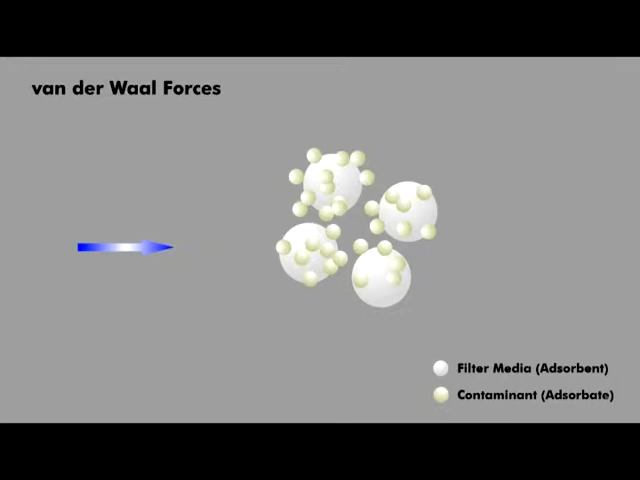 van der Waal Forces
Filter Media (Adsorbent)
Contaminant (Adsorbate)